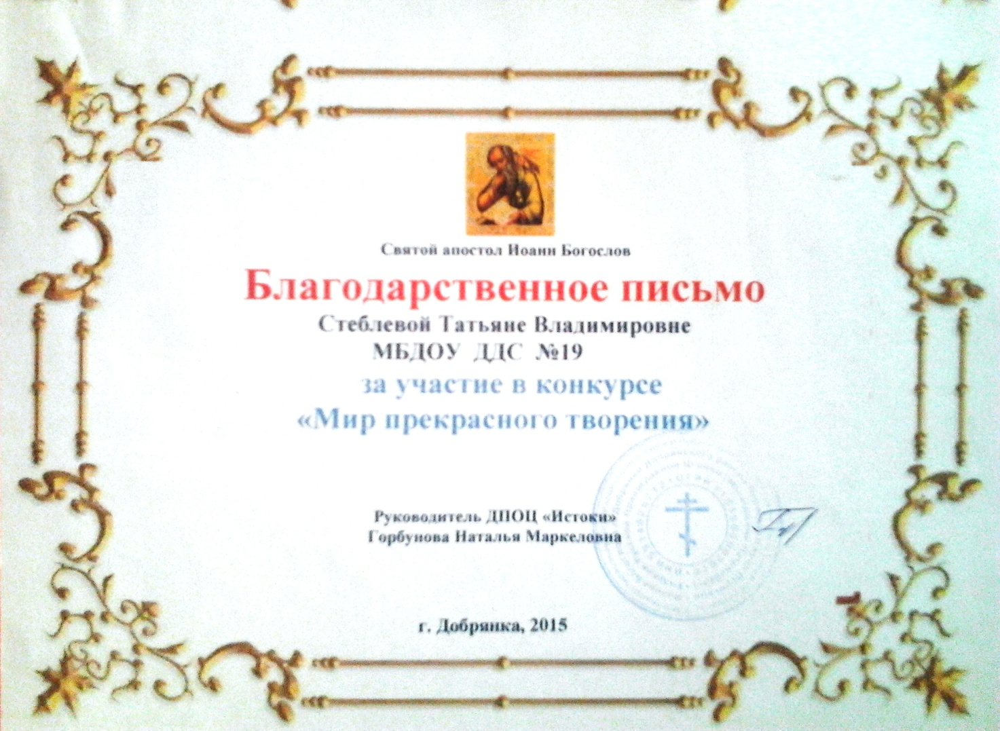 Святой апостол Иоанн Богослов
Благодарственное письмо
Стеблевой Татьяне Владимировне
МБДОУ ДДС №19
за участие в конкурсе
«Мир прекрасного творения»
Руководитель ДПОЦ «Истоки»
Горбунова Наталья Маркеловна
г. Добрянка, 2015